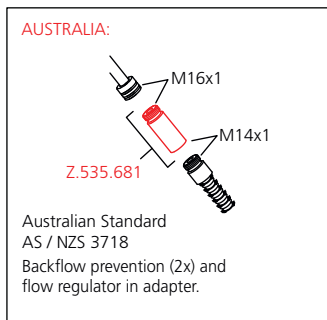 AUSTRALIA:
M16x1
M14x1
Z.535.681
Australian Standard
AS / NZS 3718
Backflow prevention (2x) and
flow regulator in adapter.